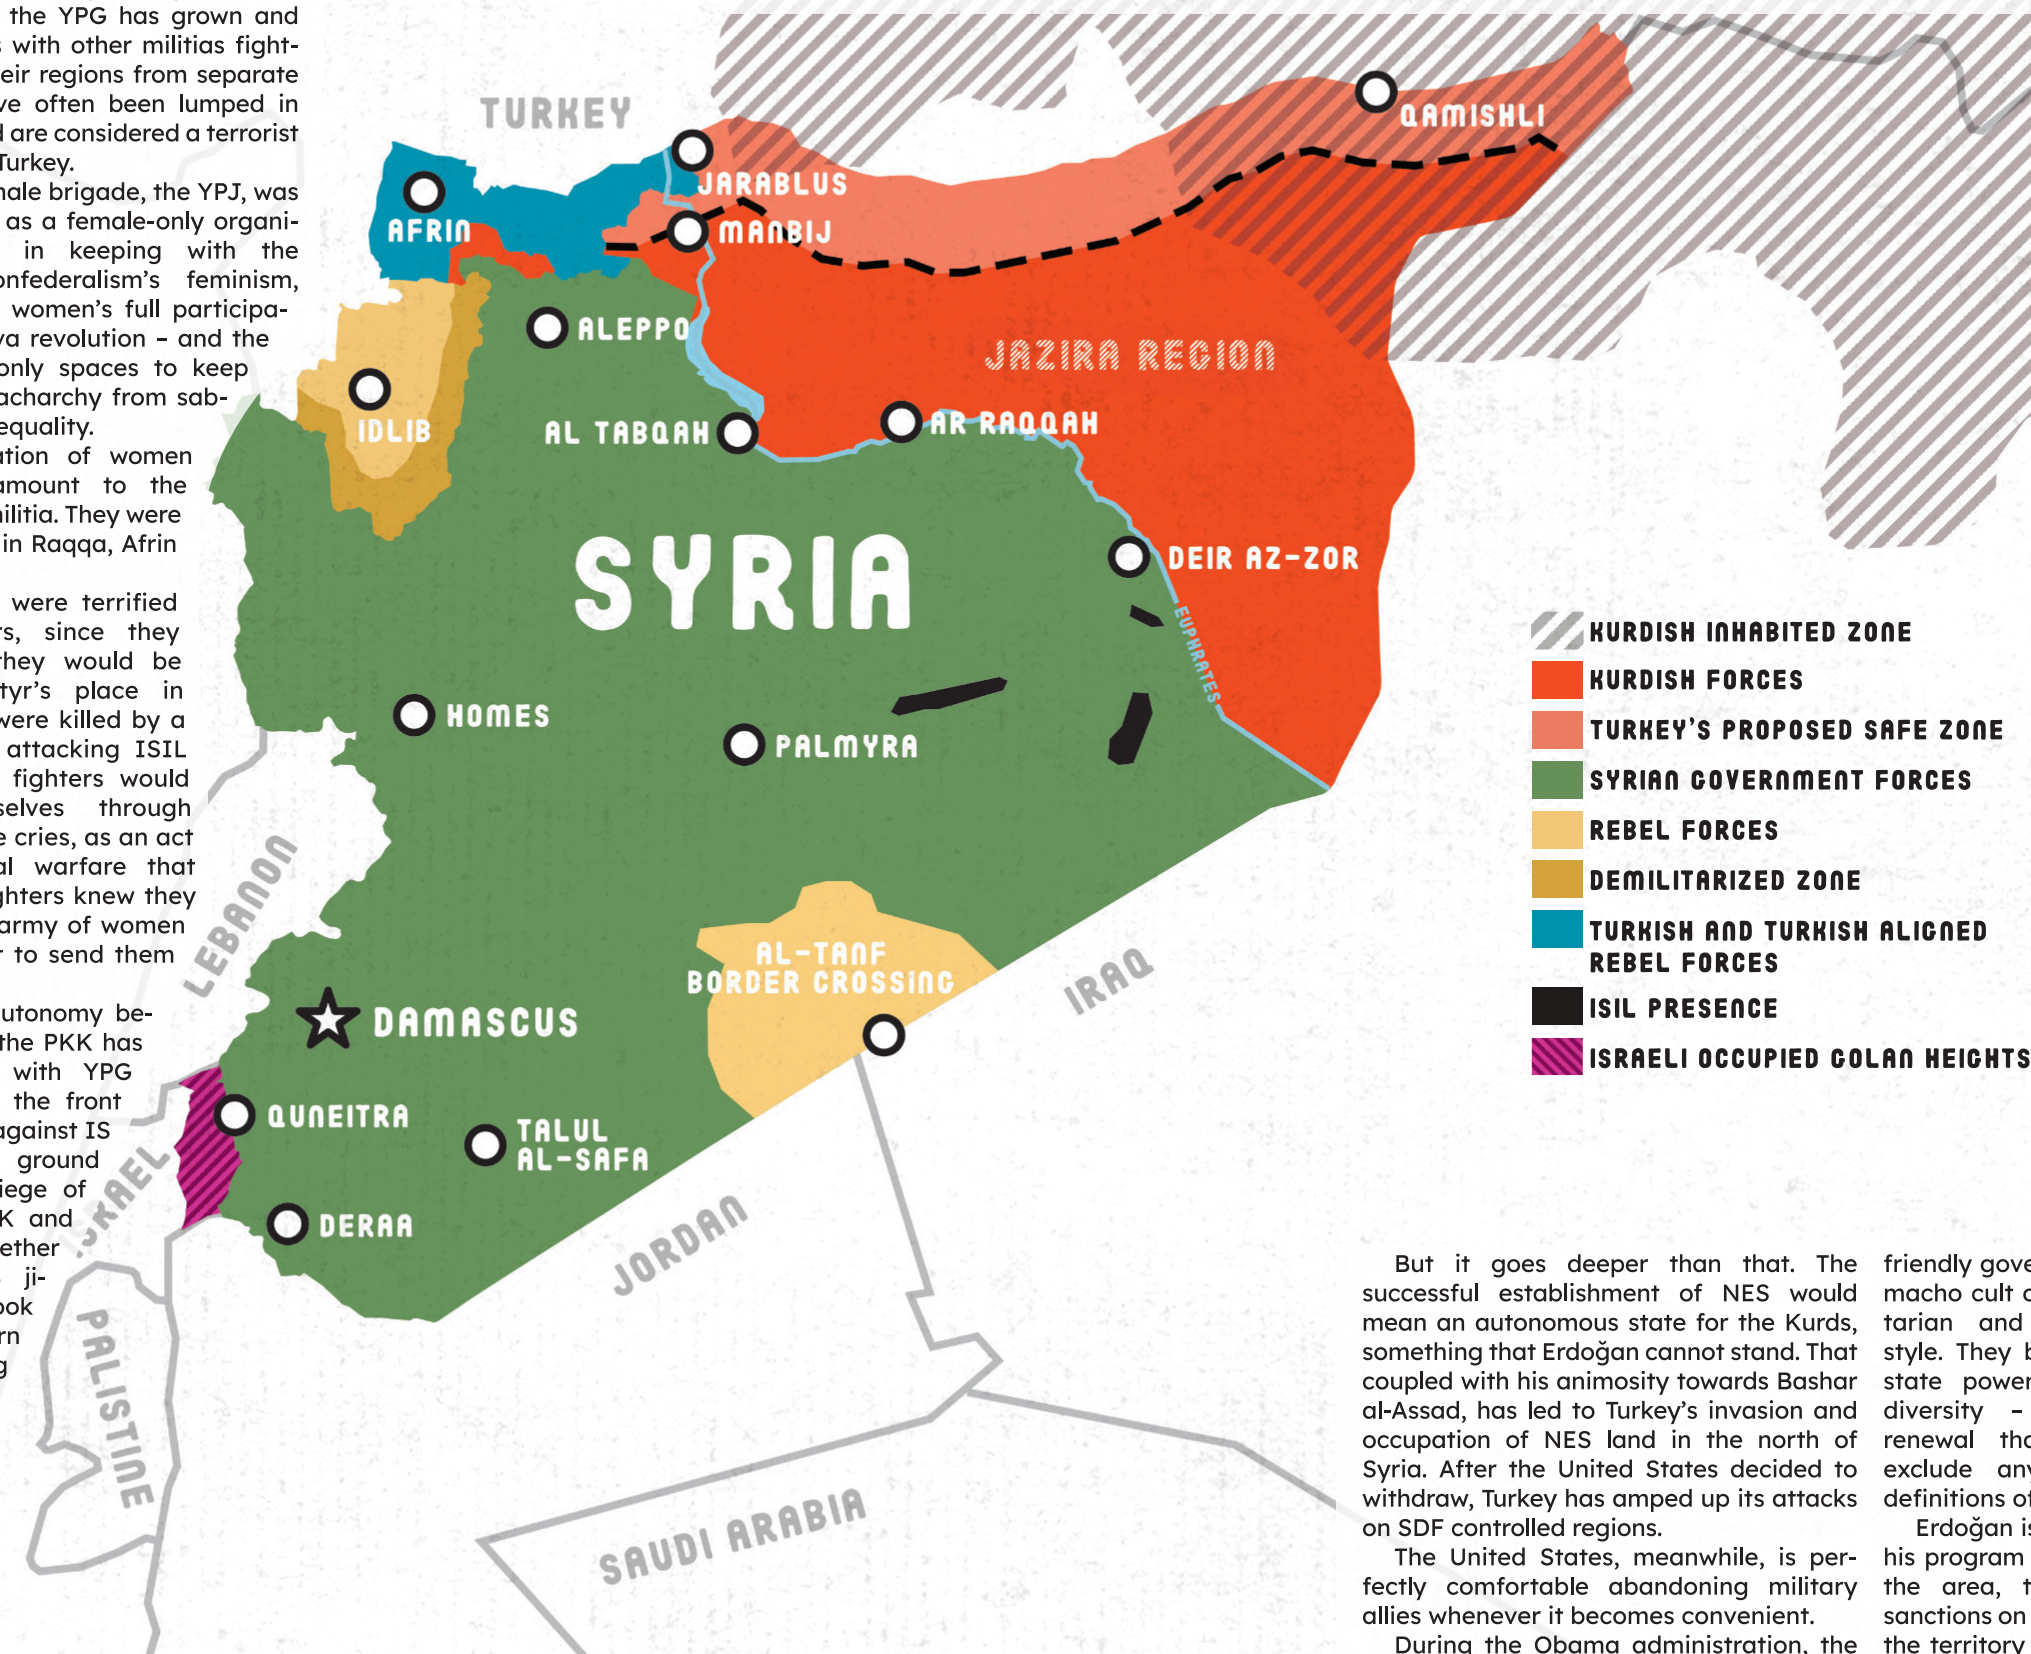 the YPG has grown and
with other militias fight-
eir regions from separate
ve often been lumped in
d are considered a terrorist
Turkey.
male brigade, the YPJ, was
as a female-only organi-
in keeping with the
onfederalism's feminism,
women's full participa-
va revolution – and the
only spaces to keep
acharchy from sab-
equality.
ation of women
amount to the
militia. They were
in Raqqa, Afrin
were terrified
rs, since they
they would be
tyr's place in
were killed by a
attacking ISIL
fighters would
selves through
e cries, as an act
al warfare that
ghters knew they
army of women
t to send them
utonomy be-
the PKK has
with YPG
the front
against IS
ground
iege of
K and
ether
ji-
ook
rn
g
TURKEY
QAMISHLI
JARABLUS
AFRIN
MANBIJ
ALEPPO
JAZIRA REGION
IDLIB
AL TABQAH
AR RAQQAH
SYRIA
DEIR AZ-ZOR
EUPHRATES
HOMES
PALMYRA
LEBANON
AL-TANF
BORDER CROSSING
IRAQ
DAMASCUS
QUNEITRA
TALUL
AL-SAFA
ISRAEL
DERAA
JORDAN
PALISTINE
SAUDI ARABIA
KURDISH INHABITED ZONE
KURDISH FORCES
TURKEY'S PROPOSED SAFE ZONE
SYRIAN GOVERNMENT FORCES
REBEL FORCES
DEMILITARIZED ZONE
TURKISH AND TURKISH ALIGNED
REBEL FORCES
ISIL PRESENCE
ISRAELI OCCUPIED GOLAN HEIGHTS
But it goes deeper than that. The
successful establishment of NES would
mean an autonomous state for the Kurds,
something that Erdoğan cannot stand. That
coupled with his animosity towards Bashar
al-Assad, has led to Turkey's invasion and
occupation of NES land in the north of
Syria. After the United States decided to
withdraw, Turkey has amped up its attacks
on SDF controlled regions.
The United States, meanwhile, is per-
fectly comfortable abandoning military
allies whenever it becomes convenient.
During the Obama administration, the
friendly gove
macho cult o
tarian and
style. They b
state power
diversity –
renewal tha
exclude any
definitions of
Erdoğan is
his program
the area, t
sanctions on
the territory